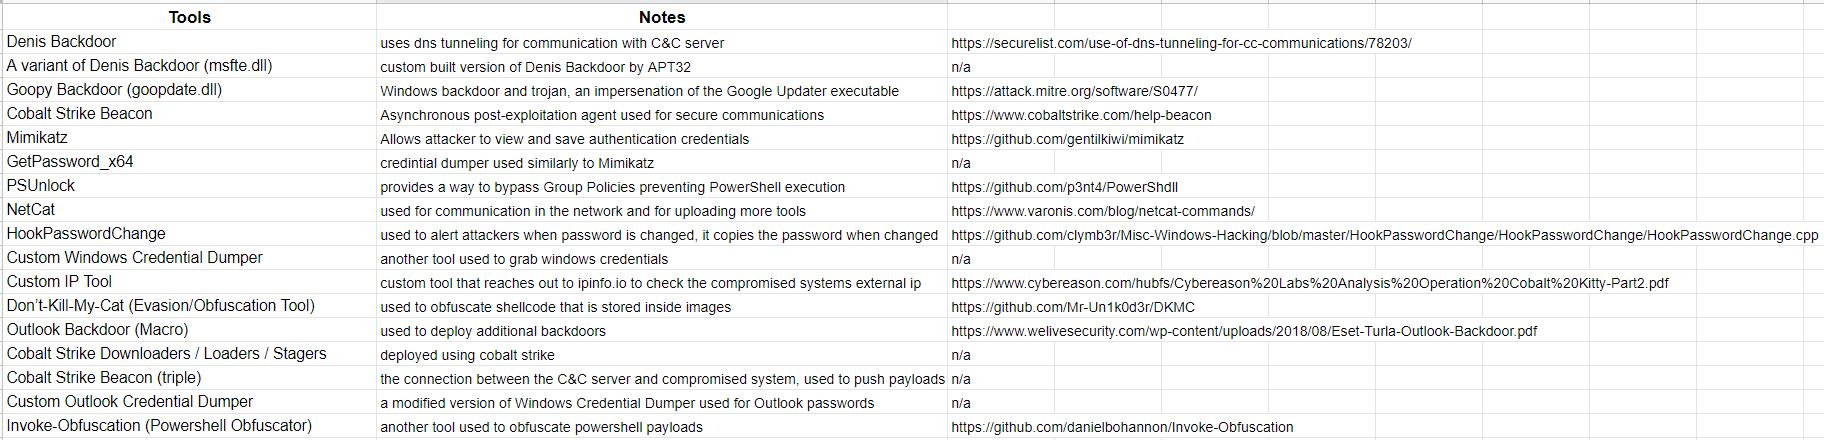 Tools Notes
Denis Backdoor uses dns tunneling for communication with C&C server https://securelist.com/use-of-dns-tunneling-for-cc-communications/78203/
A variant of Denis Backdoor (msfte.dll) custom built version of Denis Backdoor by APT32 n/a
Goopy Backdoor (goopdate.dll) Windows backdoor and trojan, an impersenation of the Google Updater executable https://attack.mitre.org/software/S0477/
Cobalt Strike Beacon Asynchronous post-exploitation agent used for secure communications https://www.cobaltstrike.com/help-beacon
Mimikatz Allows attacker to view and save authentication credentials https://github.com/gentilkiwi/mimikatz
GetPassword_x64 credintial dumper used similarly to Mimikatz n/a
PSUnlock provides a way to bypass Group Policies preventing PowerShell execution https://github.com/p3nt4/PowerShdll
NetCat used for communication in the network and for uploading more tools https://www.varonis.com/blog/netcat-commands/
HookPasswordChange used to alert attackers when password is changed, it copies the password when changed https://github.com/clymb3r/Misc-Windows-Hacking/blob/master/HookPasswordChange/HookPasswordChange/HookPasswordChange.cpp
Custom Windows Credential Dumper another tool used to grab windows credentials n/a
Custom IP Tool custom tool that reaches out to ipinfo.io to check the compromised systems external ip https://www.cybereason.com/hubfs/Cybereason%20Labs%20Analysis%20Operation%20Cobalt%20Kitty-Part2.pdf
Don’t-Kill-My-Cat (Evasion/Obfuscation Tool) used to obfuscate shellcode that is stored inside images https://github.com/Mr-Un1k0d3r/DKMC
Outlook Backdoor (Macro) used to deploy additional backdoors https://www.welivesecurity.com/wp-content/uploads/2018/08/Eset-Turla-Outlook-Backdoor.pdf
Cobalt Strike Downloaders / Loaders / Stagers deployed using cobalt strike n/a
Cobalt Strike Beacon (triple) the connection between the C&C server and compromised system, used to push payloads n/a
Custom Outlook Credential Dumper a modified version of Windows Credential Dumper used for Outlook passwords n/a
Invoke-Obfuscation (Powershell Obfuscator) another tool used to obfuscate powershell payloads https://github.com/danielbohannon/Invoke-Obfuscation